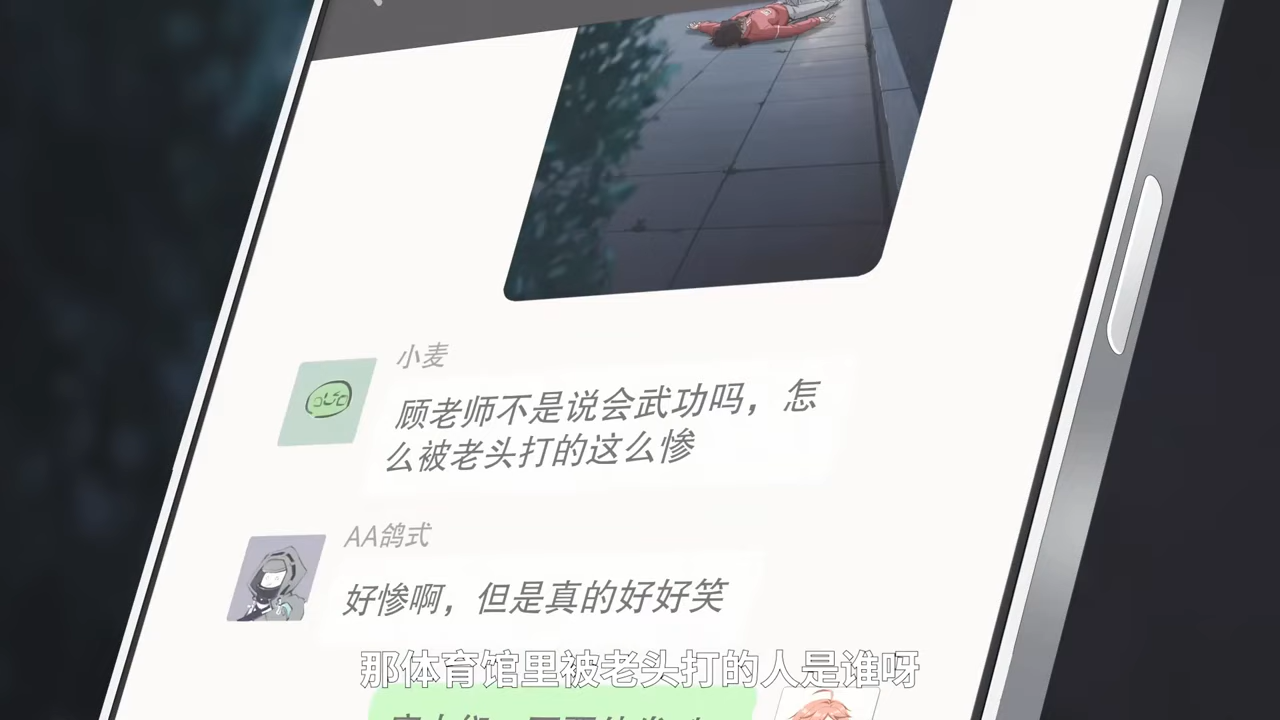 小麦
顾老师不是说会武功吗，怎
么被老头打的这么惨
AA鸽式
好惨啊，但是真的好好笑
那体育馆里被老头打的人是谁呀